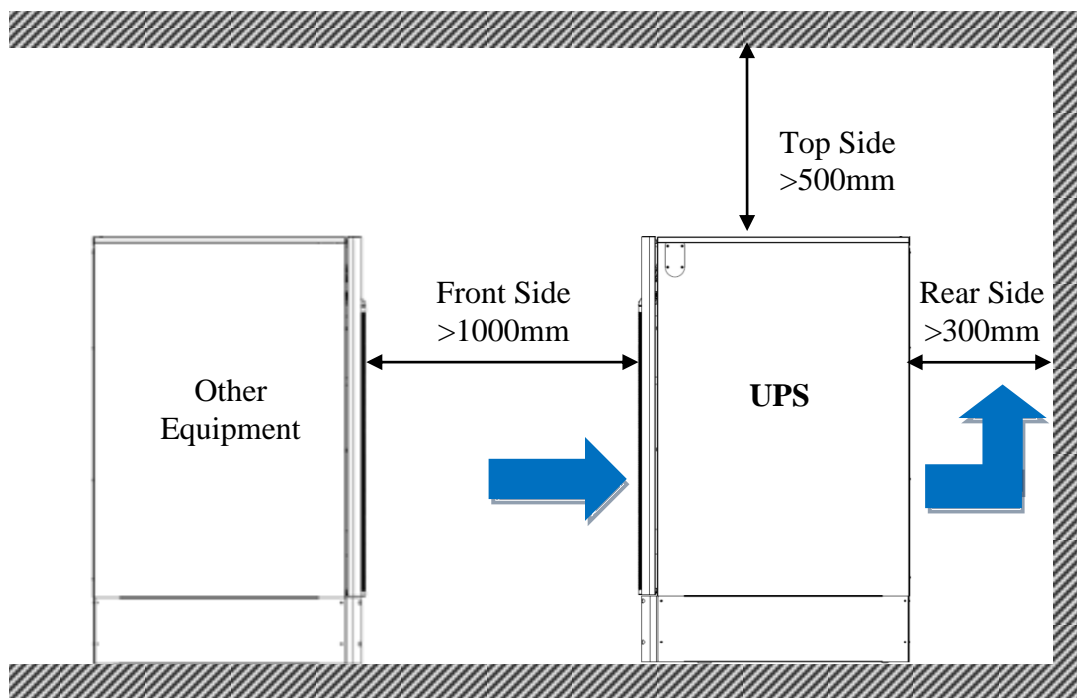 Top Side
>500mm
Front Side
>1000mm
Rear Side
>300mm
Other
Equipment
UPS